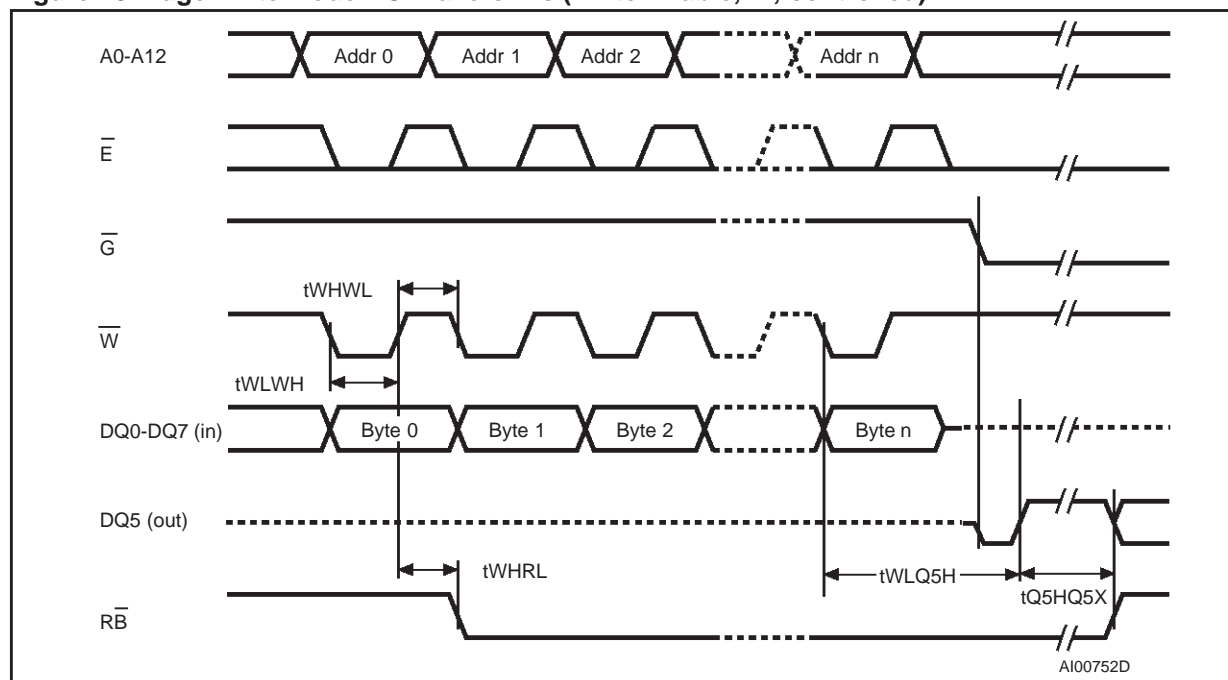 A0-A12
Addr 0
Addr 1
Addr 2
Addr n
E
G
tWHWL
W
tWLWH
DQ0-DQ7 (in)
Byte 0
Byte 1
Byte 2
Byte n
DQ5 (out)
tWHRL
tWLQ5H
tQ5HQ5X
RB
AI00752D